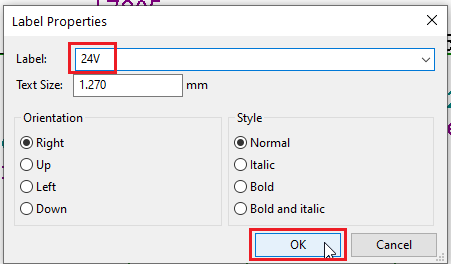 Label Properties
Label: 24V
Text Size: 1.270 mm
Orientation Style
Right Normal
Up Italic
Left Bold
Down Bold and italic
OK Cancel